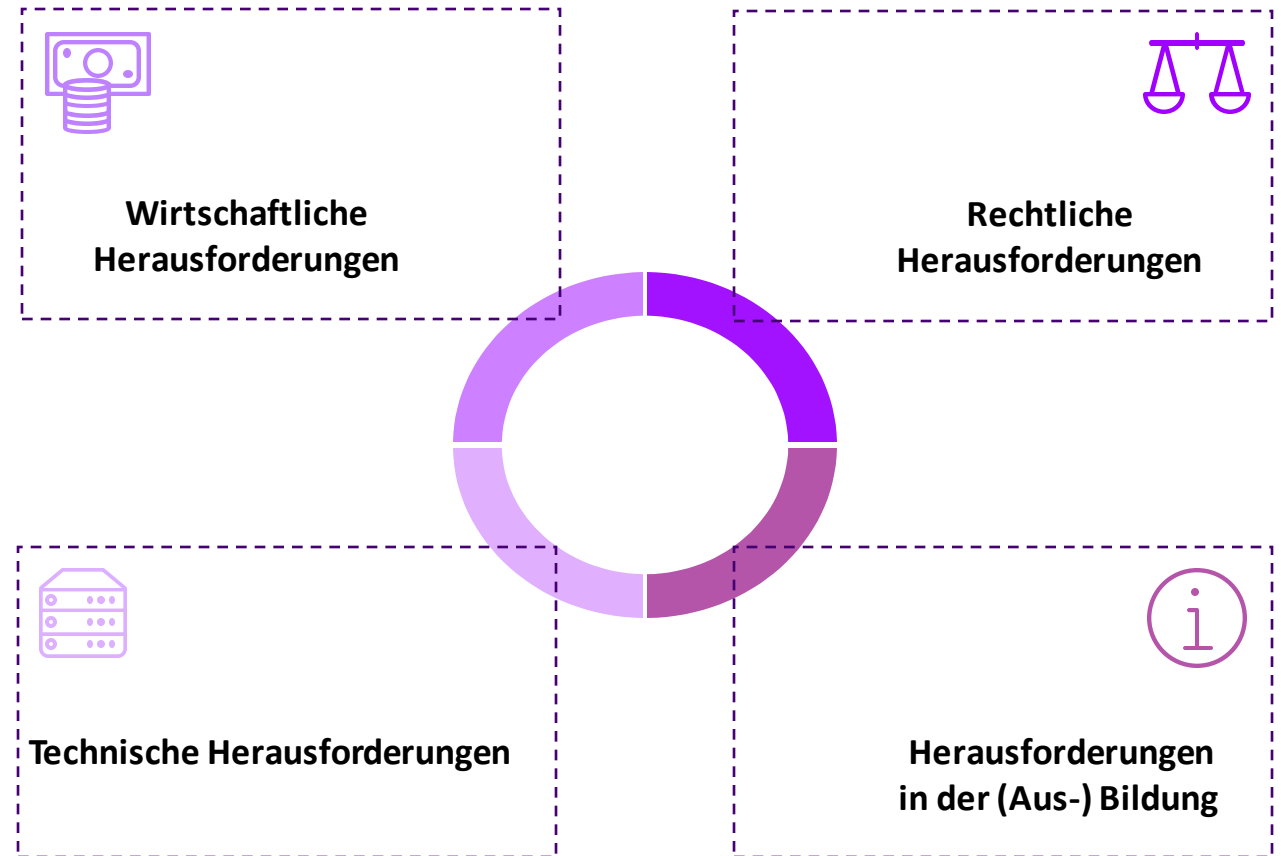 Wirtschaftliche
Herausforderungen
Rechtliche
Herausforderungen
Technische Herausforderungen
Herausforderungen
in der (Aus-) Bildung